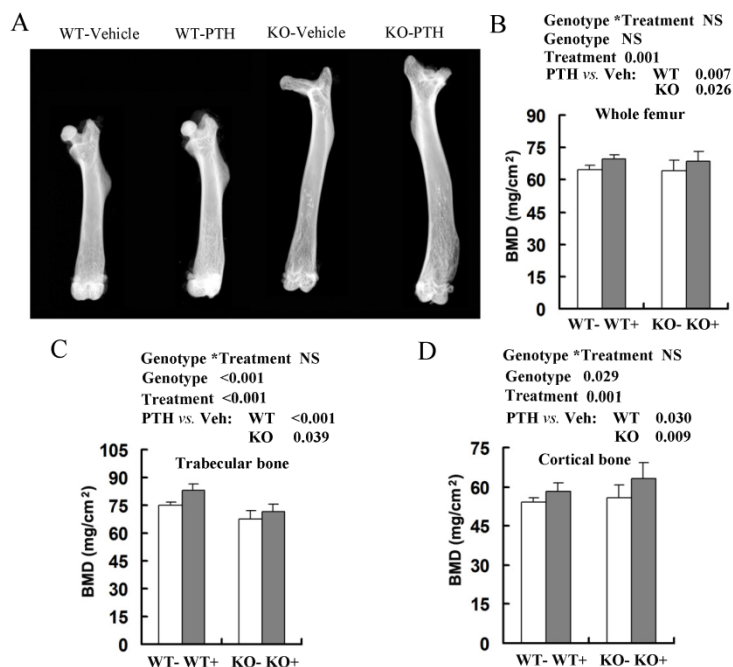 A
WT-Vehicle WT-PTH KO-Vehicle KO-PTH
B
Genotype *Treatment NS
Genotype NS
Treatment 0.001
PTH vs. Veh: WT 0.007
KO 0.026
Whole femur
BMD (mg/cm²)
90
75
60
45
30
15
0
WT- WT+ KO- KO+
C
Genotype *Treatment NS
Genotype <0.001
Treatment <0.001
PTH vs. Veh: WT <0.001
KO 0.039
Trabecular bone
BMD (mg/cm²)
105
90
75
60
45
30
15
0
WT- WT+ KO- KO+
D
Genotype *Treatment NS
Genotype 0.029
Treatment 0.001
PTH vs. Veh: WT 0.030
KO 0.009
Cortical bone
BMD (mg/cm²)
75
60
45
30
15
0
WT- WT+ KO- KO+